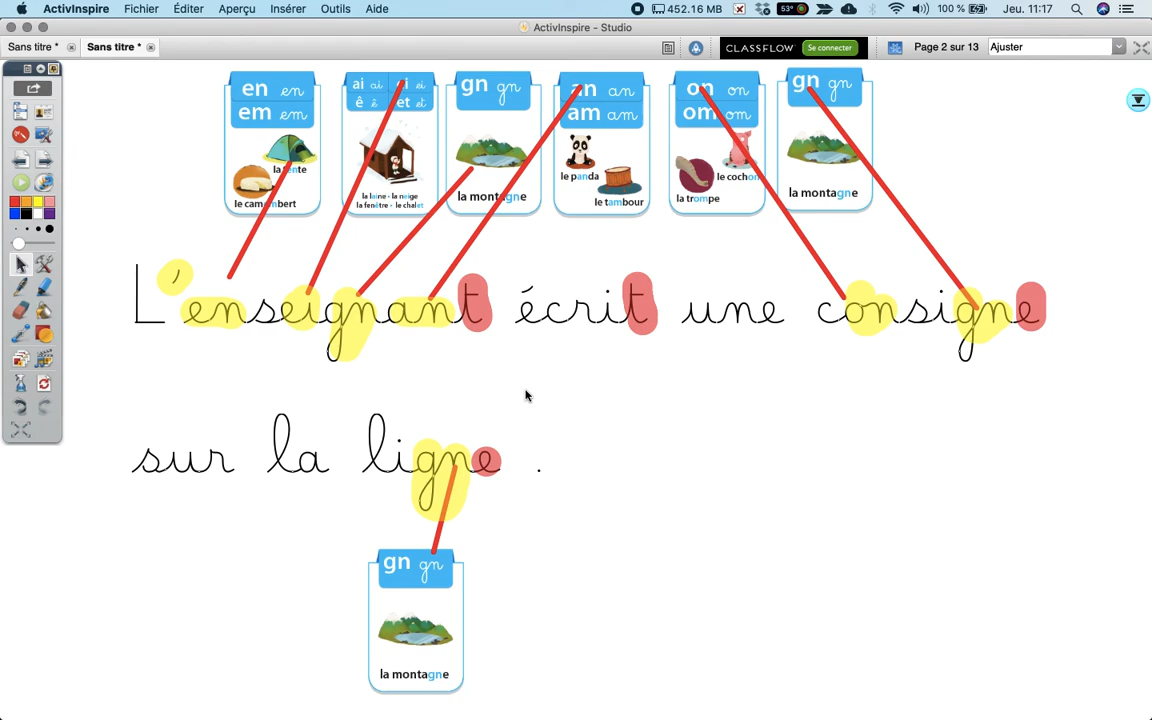 ActivInspire Fichier Éditer Aperçu Insérer Outils Aide 452.16 MB 53° 100 % Jeu. 11:17
ActivInspire - Studio
Sans titre * Sans titre * CLASSFLOW Se connecter Page 2 sur 13 Ajuster
en en
em em
la tente
le camembert
ai ai ei ei
ê ê et et
la laine - la neige
la fenêtre - le chalet
gn gn
la montagne
an an
am am
le panda
le tambour
on on
om om
le cochon
la trompe
gn gn
la montagne
L'enseignant écrit une consigne
sur la ligne .
gn gn
la montagne